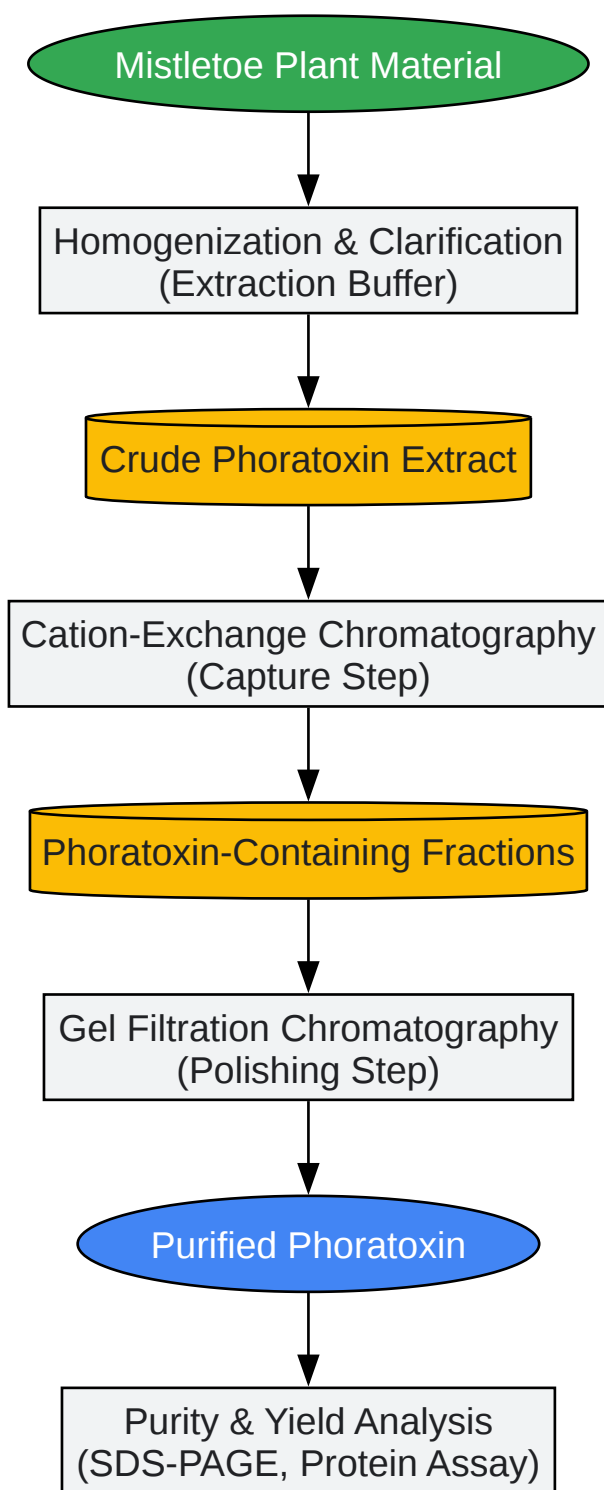 Mistletoe Plant Material
Homogenization & Clarification
(Extraction Buffer)
Crude Phoratoxin Extract
Cation-Exchange Chromatography
(Capture Step)
Phoratoxin-Containing Fractions
Gel Filtration Chromatography
(Polishing Step)
Purified Phoratoxin
Purity & Yield Analysis
(SDS-PAGE, Protein Assay)